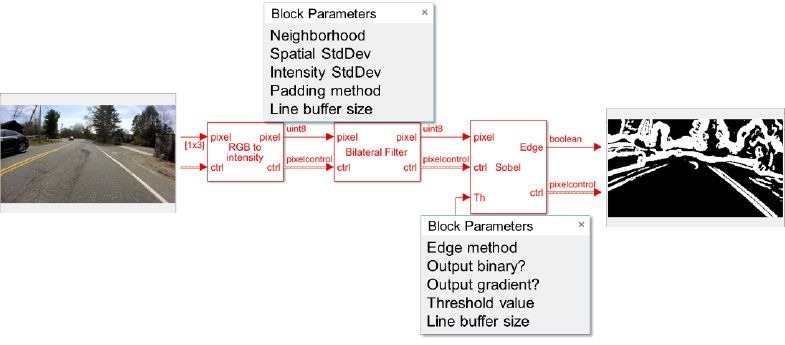 Block Parameters ×
Neighborhood
Spatial StdDev
Intensity StdDev
Padding method
Line buffer size
[1x3]
pixel pixel
RGB to
intensity
ctrl ctrl
uint8
pixelcontrol
pixel pixel
Bilateral Filter
ctrl ctrl
uint8
pixelcontrol
pixel
Edge
ctrl Sobel
ctrl
Th
boolean
pixelcontrol
Block Parameters ×
Edge method
Output binary?
Output gradient?
Threshold value
Line buffer size